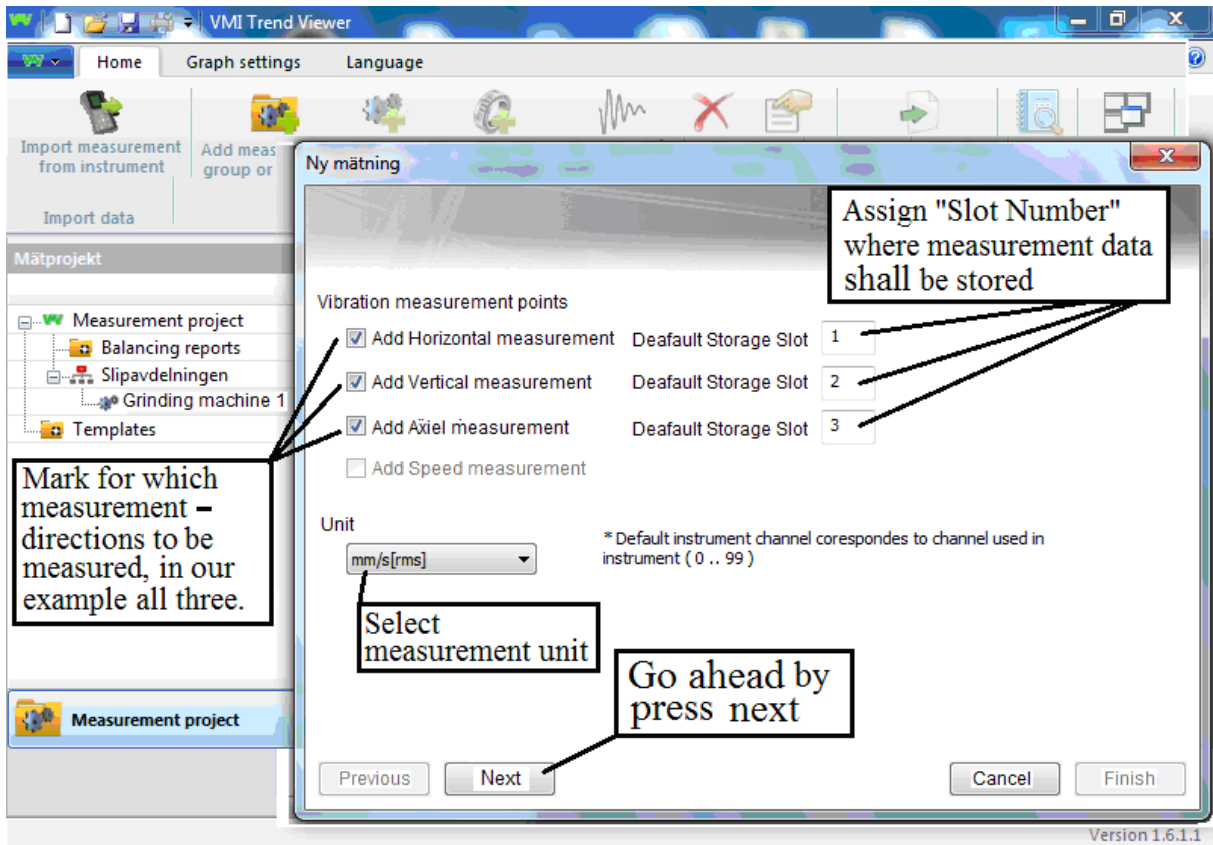 VMI Trend Viewer
Home Graph settings Language
Import measurement
from instrument
Add meas
group or
Import data
Ny mätning
Assign "Slot Number"
where measurement data
shall be stored
Mätprojekt
Measurement project
Balancing reports
Slipavdelningen
Grinding machine 1
Templates
Vibration measurement points
Add Horizontal measurement Deafault Storage Slot 1
Add Vertical measurement Deafault Storage Slot 2
Add Axiel measurement Deafault Storage Slot 3
Add Speed measurement
Mark for which
measurement –
directions to be
measured, in our
example all three.
Unit
mm/s[rms]
* Default instrument channel corespondes to channel used in
instrument ( 0 .. 99 )
Select
measurement unit
Go ahead by
press next
Measurement project
Previous Next Cancel Finish
Version 1.6.1.1